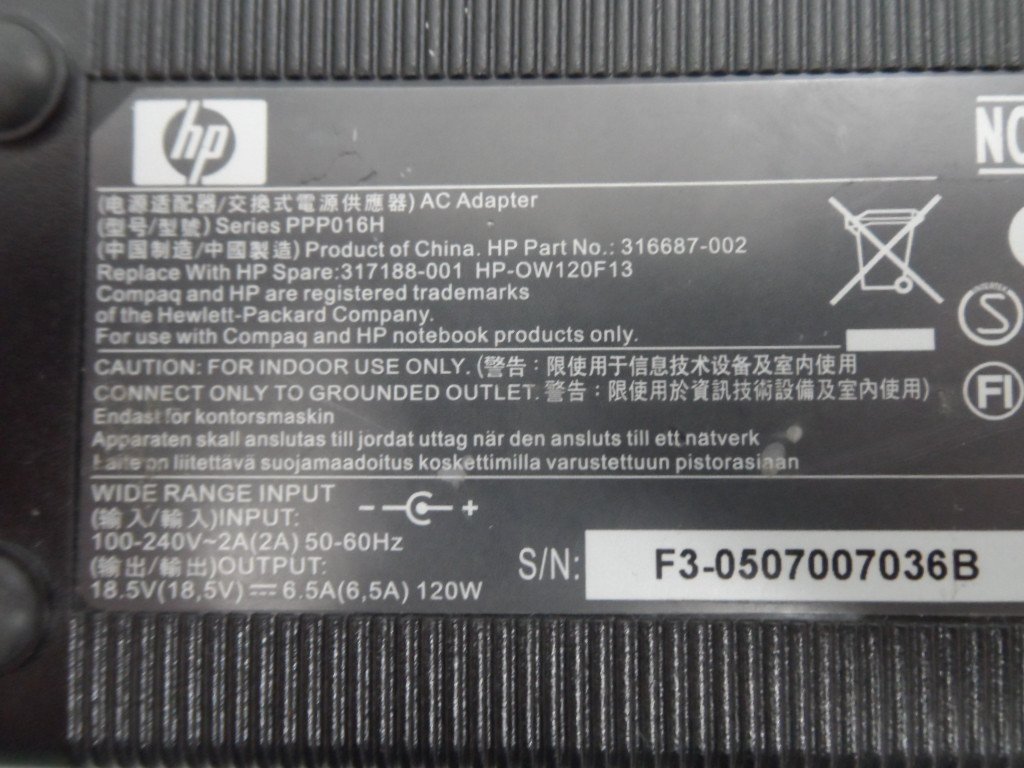 hp
NO
(电源适配器/交換式電源供應器) AC Adapter
(型号/型號) Series PPP016H
(中国制造/中國製造) Product of China. HP Part No.: 316687-002
Replace With HP Spare:317188-001 HP-OW120F13
Compaq and HP are registered trademarks
of the Hewlett-Packard Company.
For use with Compaq and HP notebook products only.
INTERTEK
S
FI
CAUTION: FOR INDOOR USE ONLY. (警告：限使用于信息技术设备及室内使用
CONNECT ONLY TO GROUNDED OUTLET. 警告：限使用於資訊技術設備及室內使用)
Endast för kontorsmaskin
Apparaten skall anslutas till jordat uttag när den ansluts till ett natverk
Laite on liitettävä suojamaadoitus koskettimilla varustettuun pistorasiaan
WIDE RANGE INPUT
(输入/輸入)INPUT:
- +
100-240V~2A(2A) 50-60Hz
(输出/輸出)OUTPUT:
18.5V(18,5V) ⎓ 6.5A(6,5A) 120W
S/N: F3-0507007036B